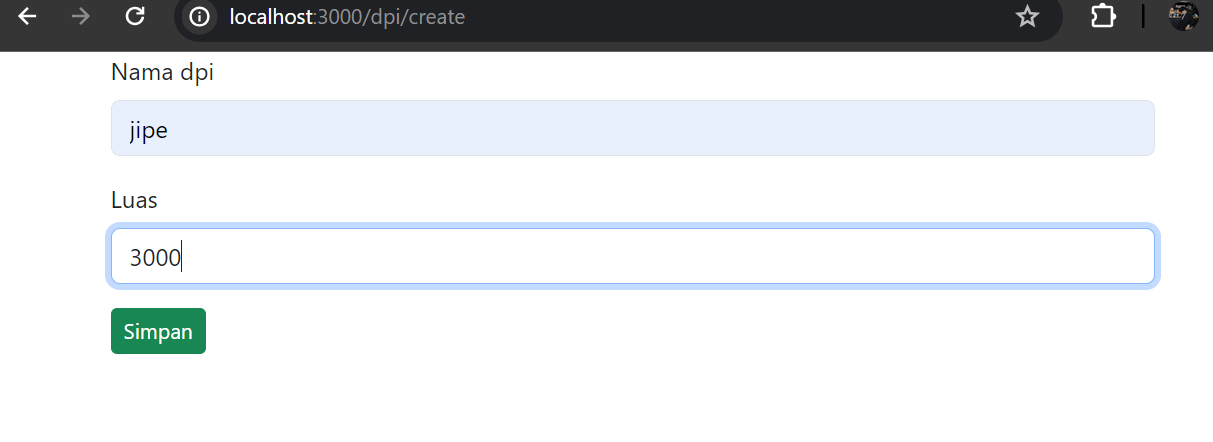 localhost:3000/dpi/create
Nama dpi
jipe
Luas
3000
Simpan